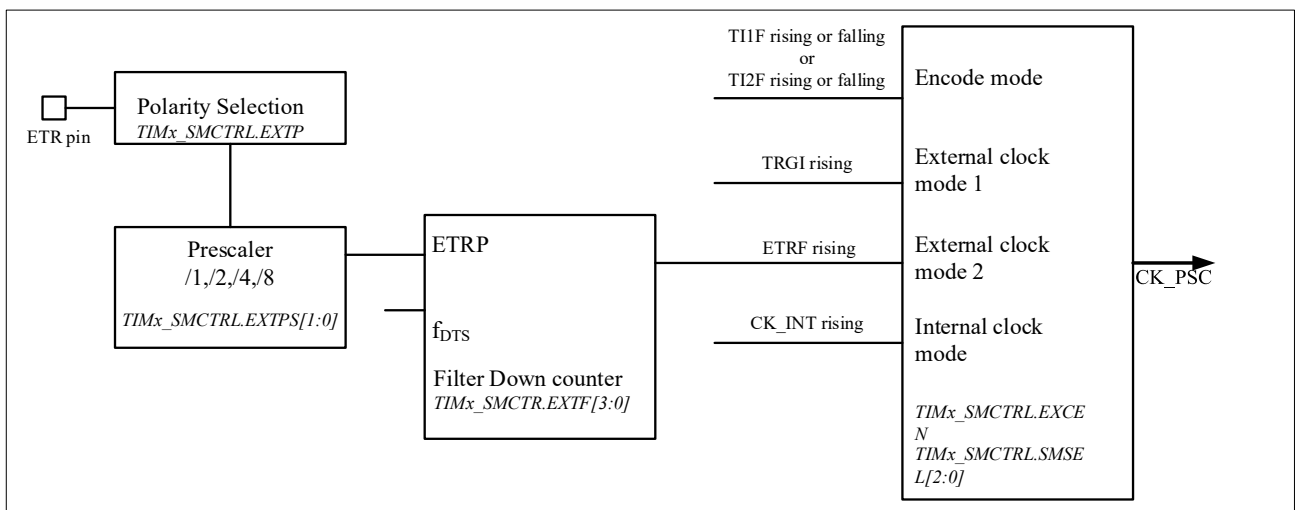 ETR pin
Polarity Selection
TIMx_SMCTRL.EXTP
Prescaler
/1,/2,/4,/8
TIMx_SMCTRL.EXTPS[1:0]
ETRP
fDTS
Filter Down counter
TIMx_SMCTR.EXTF[3:0]
TI1F rising or falling
or
TI2F rising or falling
TRGI rising
ETRF rising
CK_INT rising
Encode mode
External clock
mode 1
External clock
mode 2
Internal clock
mode
TIMx_SMCTRL.EXCE
N
TIMx_SMCTRL.SMSE
L[2:0]
CK_PSC